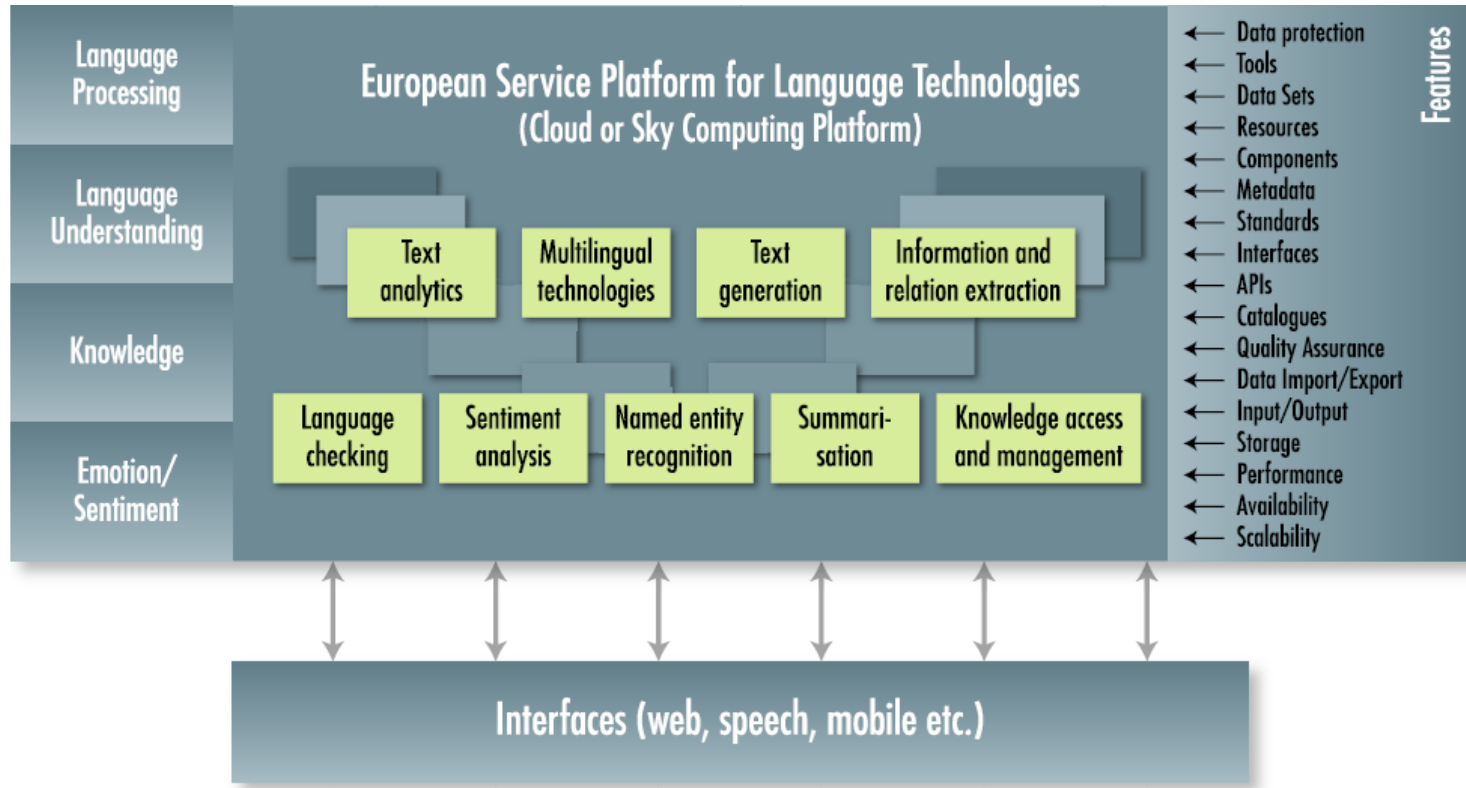 Language
Processing
Language
Understanding
Knowledge
Emotion/
Sentiment
European Service Platform for Language Technologies
(Cloud or Sky Computing Platform)
Text
analytics
Multilingual
technologies
Text
generation
Information and
relation extraction
Language
checking
Sentiment
analysis
Named entity
recognition
Summari-
sation
Knowledge access
and management
Features
Data protection
Tools
Data Sets
Resources
Components
Metadata
Standards
Interfaces
APIs
Catalogues
Quality Assurance
Data Import/Export
Input/Output
Storage
Performance
Availability
Scalability
Interfaces (web, speech, mobile etc.)